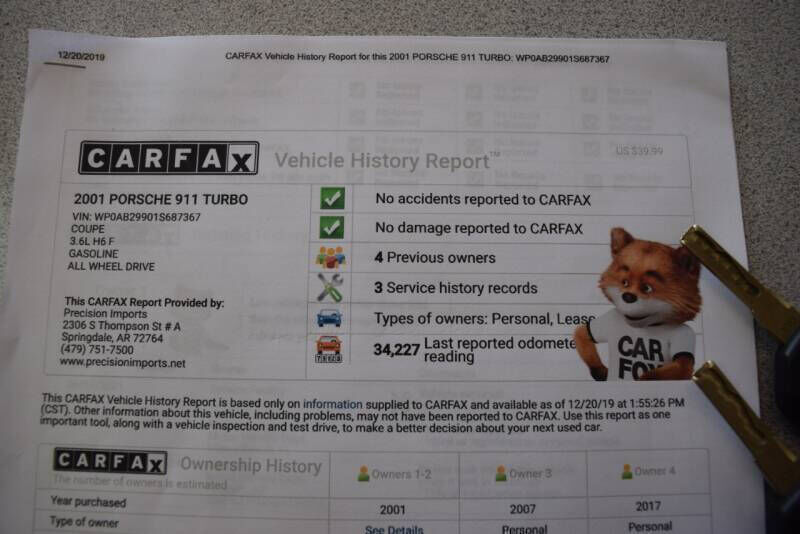 12/20/2019
CARFAX Vehicle History Report for this 2001 PORSCHE 911 TURBO: WP0AB29901S687367
CARFAX Vehicle History Report™
US $39.99
2001 PORSCHE 911 TURBO
VIN: WP0AB29901S687367
COUPE
3.6L H6 F
GASOLINE
ALL WHEEL DRIVE
This CARFAX Report Provided by:
Precision Imports
2306 S Thompson St # A
Springdale, AR 72764
(479) 751-7500
www.precisionimports.net
No accidents reported to CARFAX
No damage reported to CARFAX
4 Previous owners
3 Service history records
Types of owners: Personal, Lease
34,227 Last reported odomete
reading
CAR
FOX
This CARFAX Vehicle History Report is based only on information supplied to CARFAX and available as of 12/20/19 at 1:55:26 PM
(CST). Other information about this vehicle, including problems, may not have been reported to CARFAX. Use this report as one
important tool, along with a vehicle inspection and test drive, to make a better decision about your next used car.
CARFAX Ownership History
The number of owners is estimated
Owners 1-2
Owner 3
Owner 4
Year purchased
2001
2007
2017
Type of owner
See Details
Personal
Personal